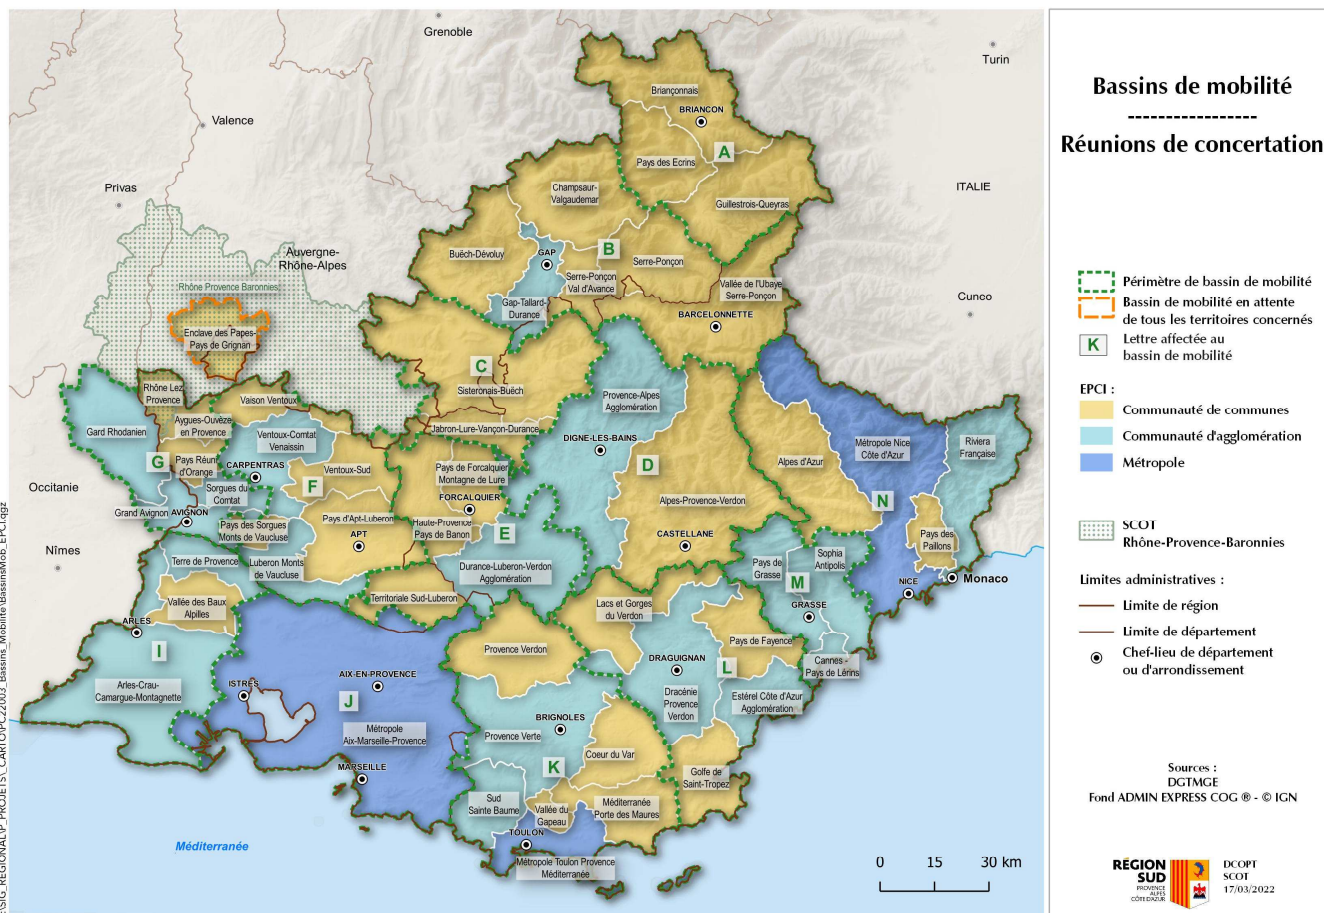 Grenoble
Turin
Valence
Privas
ITALIE
Cunco
Auvergne-
Rhône-Alpes
Occitanie
Nîmes
Monaco
Méditerranée
Briançonnais
BRIANCON
Pays des Ecrins
A
Guillestrois-Queyras
Champsaur-
Valgaudemar
Buëch-Dévoluy
GAP
B
Serre-Ponçon
Serre-Ponçon
Val d'Avance
Gap-Tallard-
Durance
Vallée de l'Ubaye
Serre-Ponçon
BARCELONNETTE
Rhône Provence Baronnies
Enclave des Papes-
Pays de Grignan
C
Sisteronais-Buëch
Jabron-Lure-Vançon-Durance
Provence-Alpes
Agglomération
DIGNE-LES-BAINS
D
Alpes-Provence-Verdon
CASTELLANE
Alpes d'Azur
Métropole Nice
Côte d'Azur
Riviera
Française
N
Pays des
Paillons
NICE
Rhône Lez
Provence
Vaison Ventoux
Gard Rhodanien
Aygues-Ouvèze
en Provence
Ventoux-Comtat
Venaissin
G
Pays Réuni
d'Orange
CARPENTRAS
Ventoux-Sud
F
Sorgues du
Comtat
Grand Avignon
AVIGNON
Pays des Sorgues
Monts de Vaucluse
Pays d'Apt-Luberon
APT
Pays de Forcalquier
Montagne de Lure
FORCALQUIER
Haute-Provence
Pays de Banon
E
Durance-Luberon-Verdon
Agglomération
Terre de Provence
Luberon Monts
de Vaucluse
Territoriale Sud-Luberon
Vallée des Baux
Alpilles
ARLES
I
Arles-Crau-
Camargue-Montagnette
ISTRES
AIX-EN-PROVENCE
J
Métropole
Aix-Marseille-Provence
MARSEILLE
Provence Verdon
Lacs et Gorges
du Verdon
Pays de
Grasse
Sophia
Antipolis
M
GRASSE
Pays de Fayence
Cannes -
Pays de Lérins
DRAGUIGNAN
L
Dracénie
Provence
Verdon
Estérel Côte d'Azur
Agglomération
BRIGNOLES
Provence Verte
Coeur du Var
K
Golfe de
Saint-Tropez
Sud
Sainte Baume
Vallée du
Gapeau
Méditerranée
Porte des Maures
TOULON
Métropole Toulon Provence
Méditerranée
0 15 30 km
Bassins de mobilité
-----------------
Réunions de concertation
Périmètre de bassin de mobilité
Bassin de mobilité en attente
de tous les territoires concernés
K
Lettre affectée au
bassin de mobilité
EPCI :
Communauté de communes
Communauté d'agglomération
Métropole
SCOT
Rhône-Provence-Baronnies
Limites administratives :
Limite de région
Limite de département
Chef-lieu de département
ou d'arrondissement
Sources :
DGTMGE
Fond ADMIN EXPRESS COG ® - © IGN
RÉGION
SUD
PROVENCE
ALPES
CÔTE D'AZUR
DCOPT
SCOT
17/03/2022